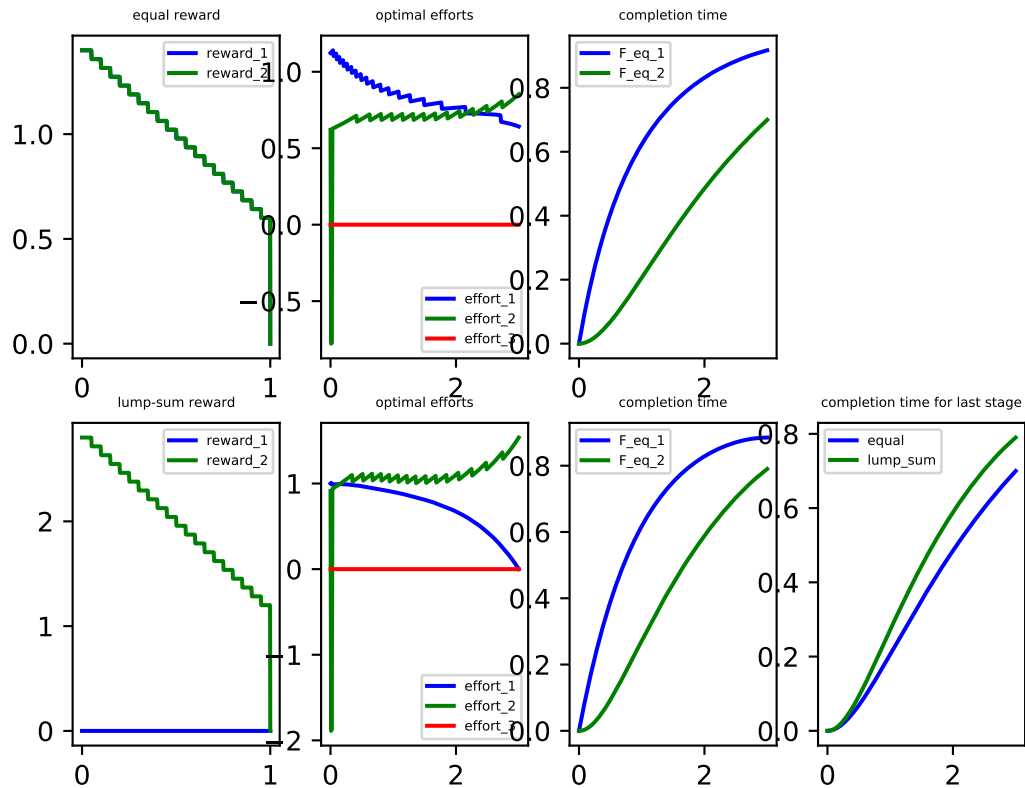 equal reward
optimal efforts
completion time
reward_1
reward_2
1.0
0.5
0.0
0
1
effort_1
effort_2
effort_3
1.0
0.5
0.0
−0.5
0
2
F_eq_1
F_eq_2
0.8
0.6
0.4
0.2
0.0
0
2
lump-sum reward
optimal efforts
completion time
completion time for last stage
reward_1
reward_2
2
1
0
0
1
effort_1
effort_2
effort_3
1
0
−1
−2
0
2
F_eq_1
F_eq_2
0.8
0.6
0.4
0.2
0.0
0
2
equal
lump_sum
0.8
0.6
0.4
0.2
0.0
0
2